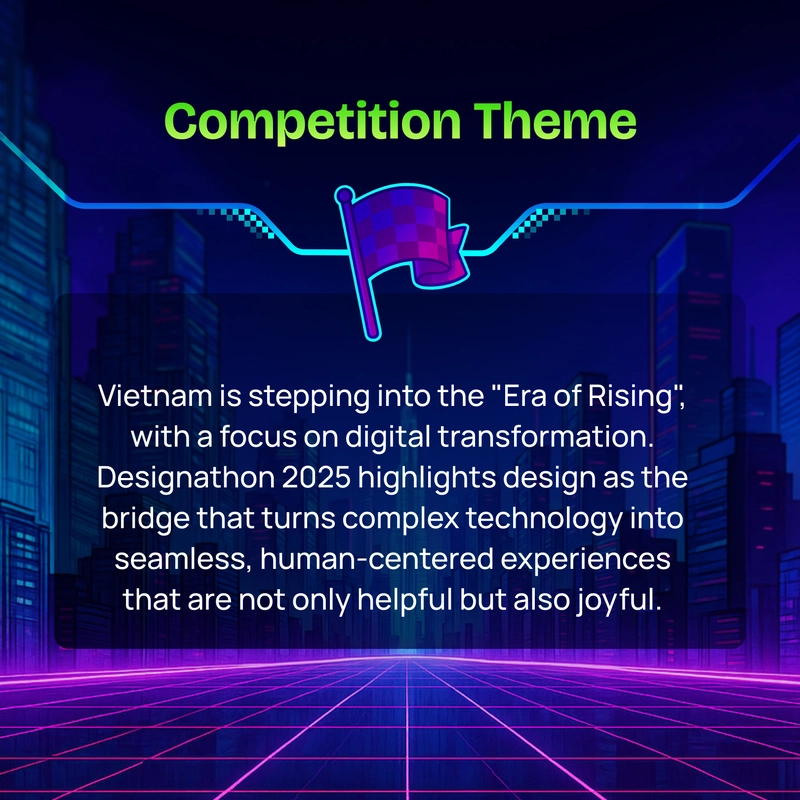 Competition Theme
Vietnam is stepping into the "Era of Rising",
with a focus on digital transformation.
Designathon 2025 highlights design as the
bridge that turns complex technology into
seamless, human-centered experiences
that are not only helpful but also joyful.